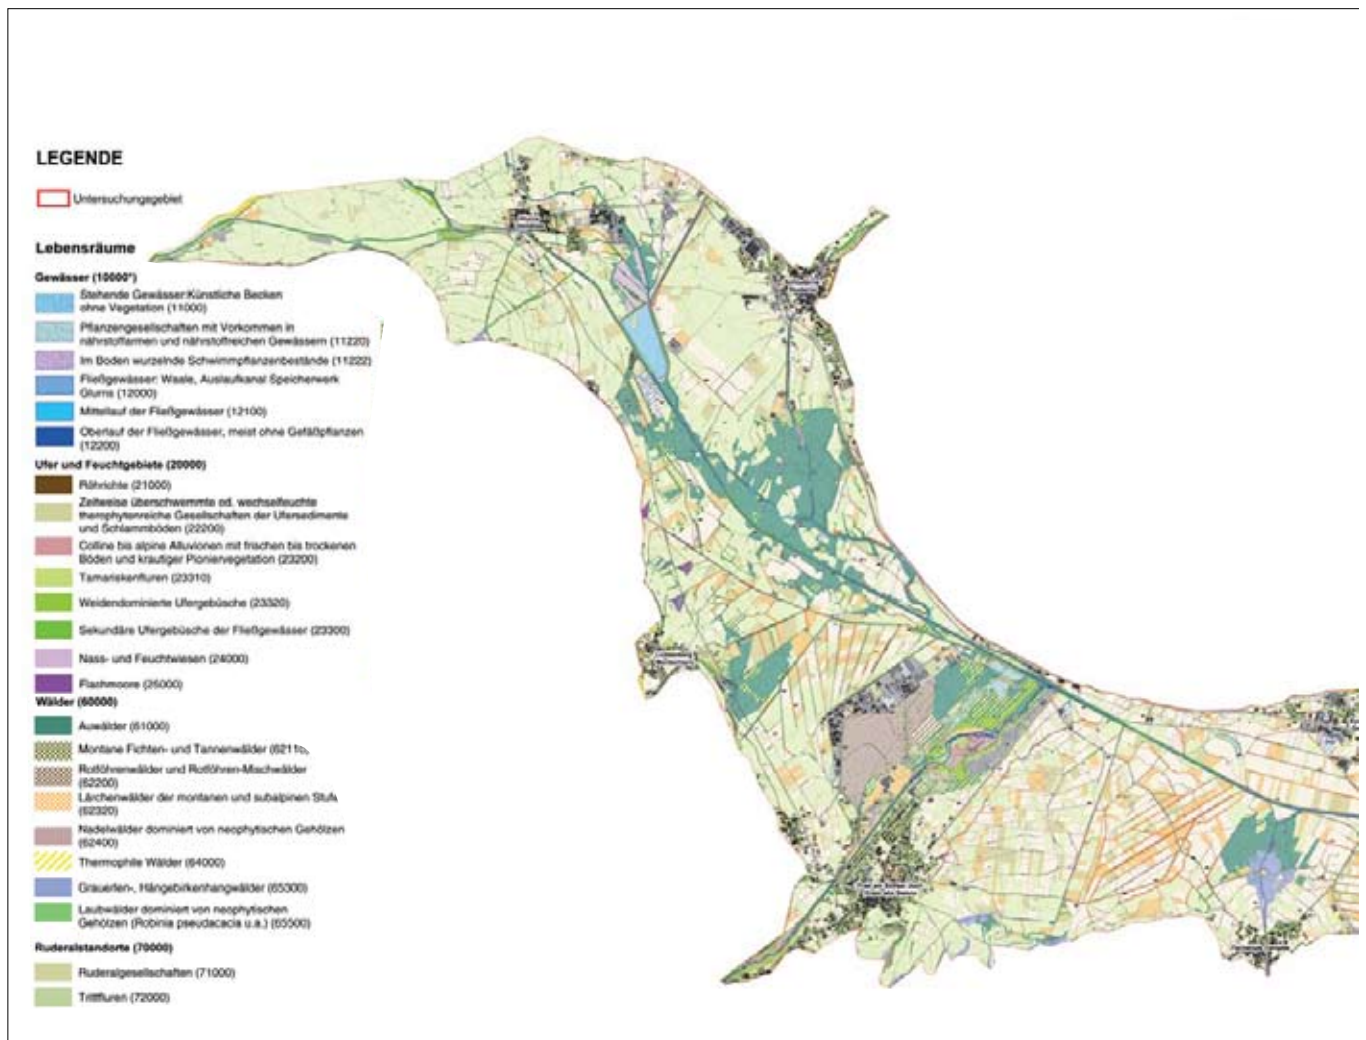 LEGENDE
Untersuchungsgebiet
Lebensräume
Gewässer (10000*)
Stehende Gewässer:Künstliche Becken
ohne Vegetation (11000)
Pflanzengesellschaften mit Vorkommen in
nährstoffarmen und nährstoffreichen Gewässern (11220)
Im Boden wurzelnde Schwimmpflanzenbestände (11222)
Fließgewässer: Waale, Auslaufkanal Speicherwerk
Glurns (12000)
Mittellauf der Fließgewässer (12100)
Oberlauf der Fließgewässer, meist ohne Gefäßpflanzen
(12200)
Ufer und Feuchtgebiete (20000)
Röhrichte (21000)
Zeitweise überschwemmte od. wechselfeuchte
therophytenreiche Gesellschaften der Ufersedimente
und Schlammböden (22200)
Colline bis alpine Alluvionen mit frischen bis trockenen
Böden und krautiger Pioniervegetation (23200)
Tamariskenfluren (23310)
Weidendominierte Ufergebüsche (23320)
Sekundäre Ufergebüsche der Fließgewässer (23300)
Nass- und Feuchtwiesen (24000)
Flachmoore (25000)
Wälder (60000)
Auwälder (61000)
Montane Fichten- und Tannenwälder
Rotföhrenwälder und Rotföhren-Mischwälder
(62200)
Lärchenwälder der montanen und subalpinen Stufe
(62320)
Nadelwälder dominiert von neophytischen Gehölzen
(62400)
Thermophile Wälder (64000)
Grauerlen-, Hängebirkenhangwälder (65300)
Laubwälder dominiert von neophytischen
Gehölzen (Robinia pseudacacia u.a.) (65500)
Ruderalstandorte (70000)
Ruderalgesellschaften (71000)
Trittfluren (72000)